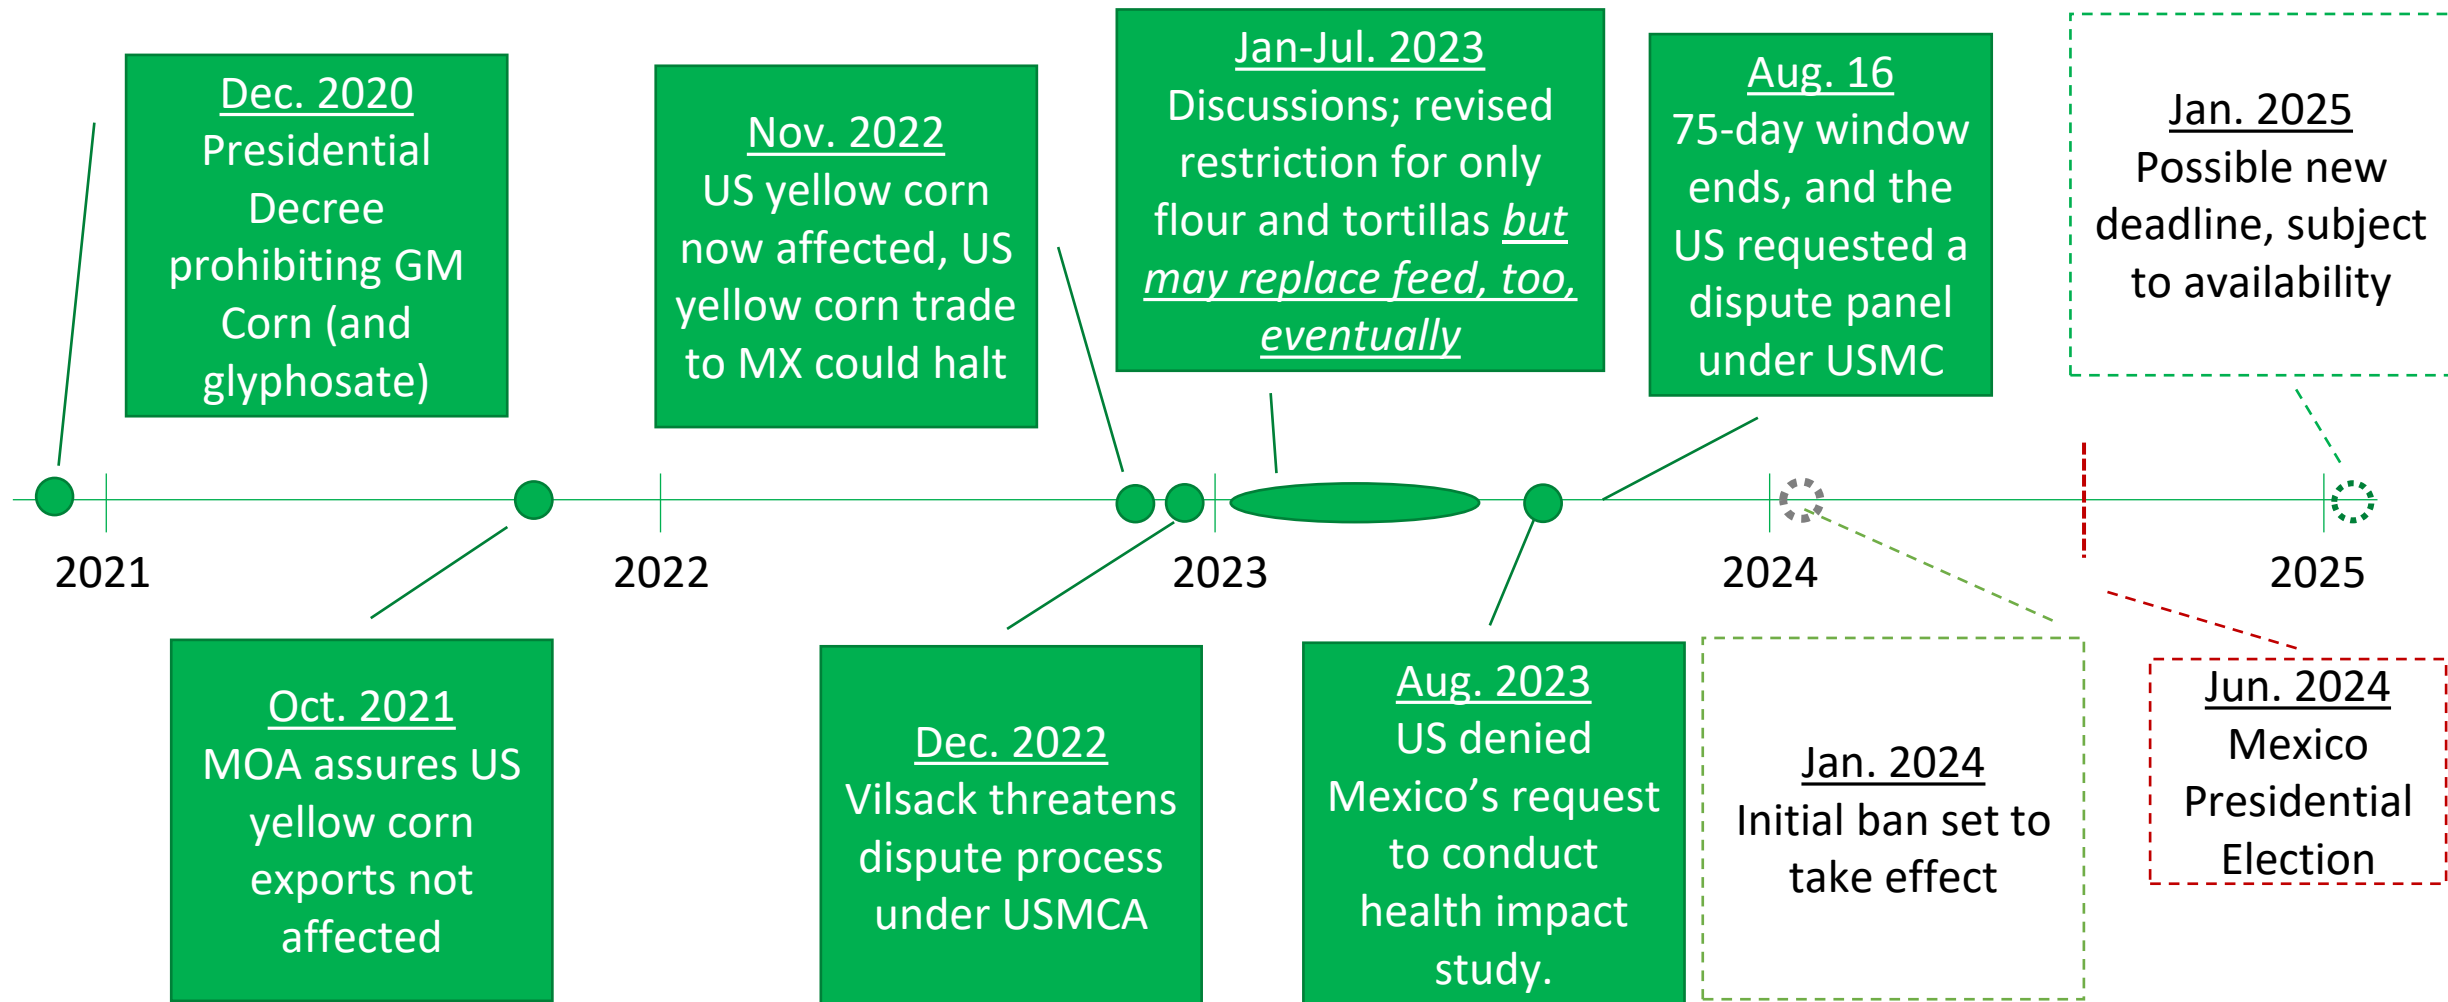 Dec. 2020
Presidential
Decree
prohibiting GM
Corn (and
glyphosate)
Nov. 2022
US yellow corn
now affected, US
yellow corn trade
to MX could halt
Jan-Jul. 2023
Discussions; revised
restriction for only
flour and tortillas but
may replace feed, too,
eventually
Aug. 16
75-day window
ends, and the
US requested a
dispute panel
under USMC
Jan. 2025
Possible new
deadline, subject
to availability
2021
2022
2023
2024
2025
Oct. 2021
MOA assures US
yellow corn
exports not
affected
Dec. 2022
Vilsack threatens
dispute process
under USMCA
Aug. 2023
US denied
Mexico’s request
to conduct
health impact
study.
Jan. 2024
Initial ban set to
take effect
Jun. 2024
Mexico
Presidential
Election